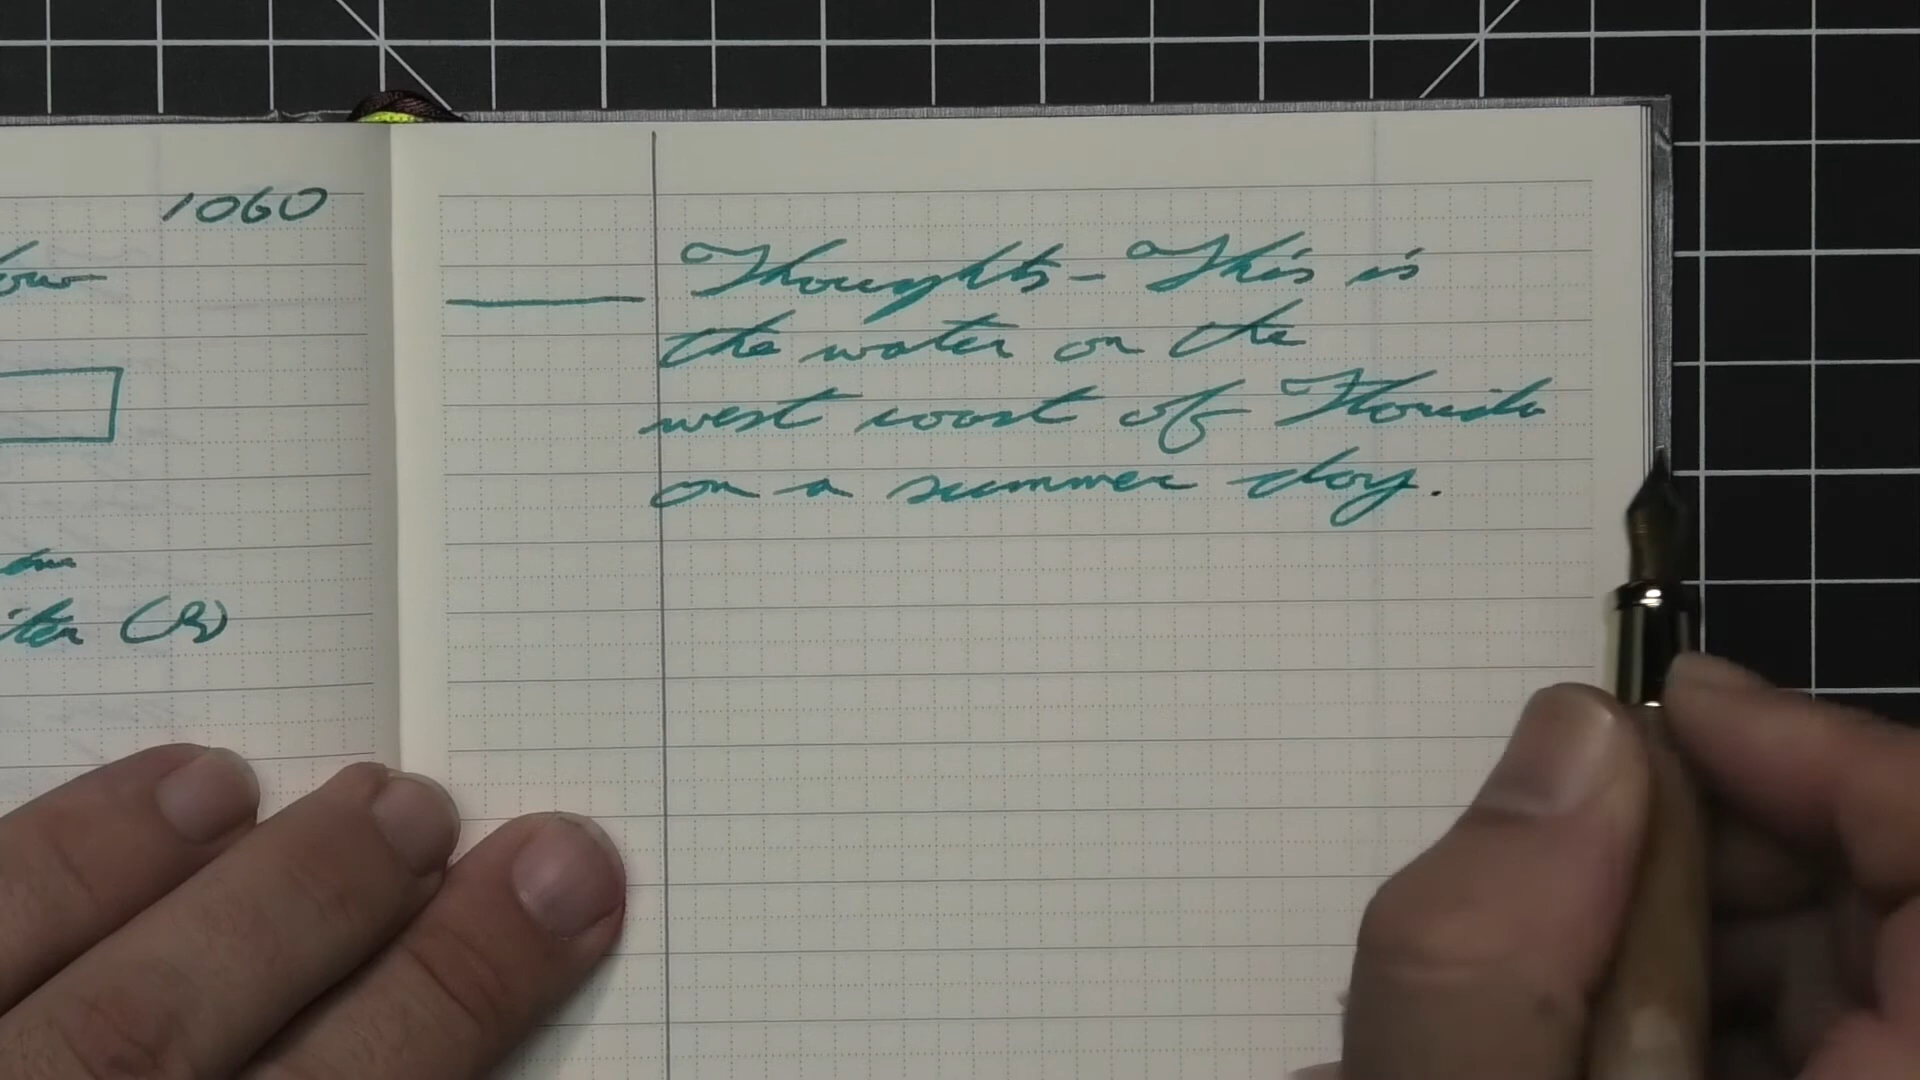 1060
Thoughts - This is
the water on the
west coast of Florida
on a summer day.